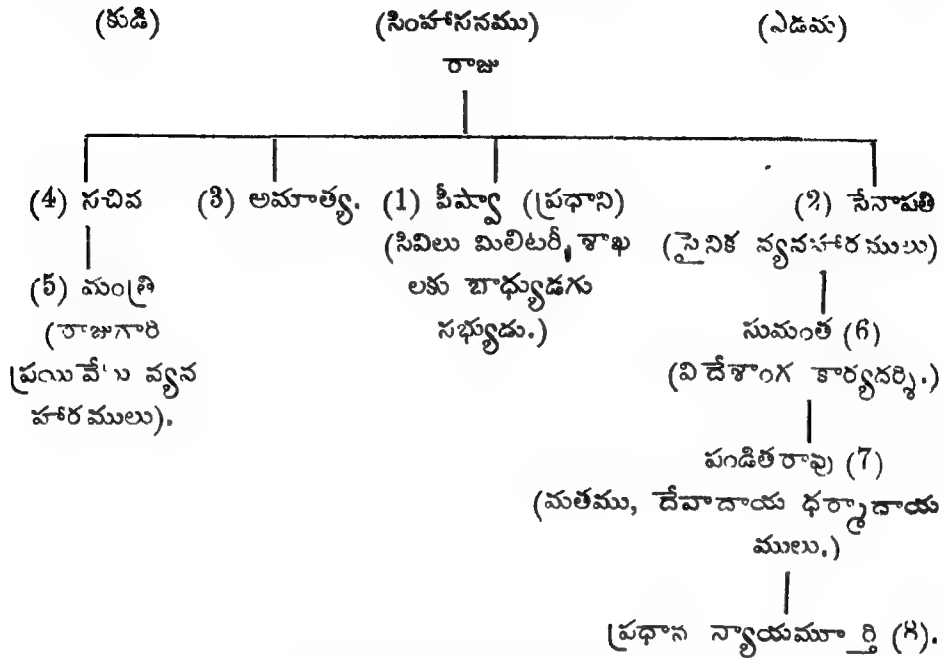 (కుడి) (సింహాసనము) (ఎడమ)
రాజు
(4) సచివ (3) అమాత్య. (1) పీష్వా (ప్రధాని) (2) సేనాపతి
(సివిలు మిలిటరీ, శాఖ (సైనిక వ్యవహారములు)
(5) మంత్రి లకు బాధ్యుడగు
(రాజుగారి సభ్యుడు.) సుమంత (6)
ప్రయివేటు వ్యవ (విదేశాంగ కార్యదర్శి.)
హారములు).
పండితరావు (7)
(మతము, దేవాదాయ ధర్మాదాయ
ములు.)
ప్రధాన న్యాయమూర్తి (8).